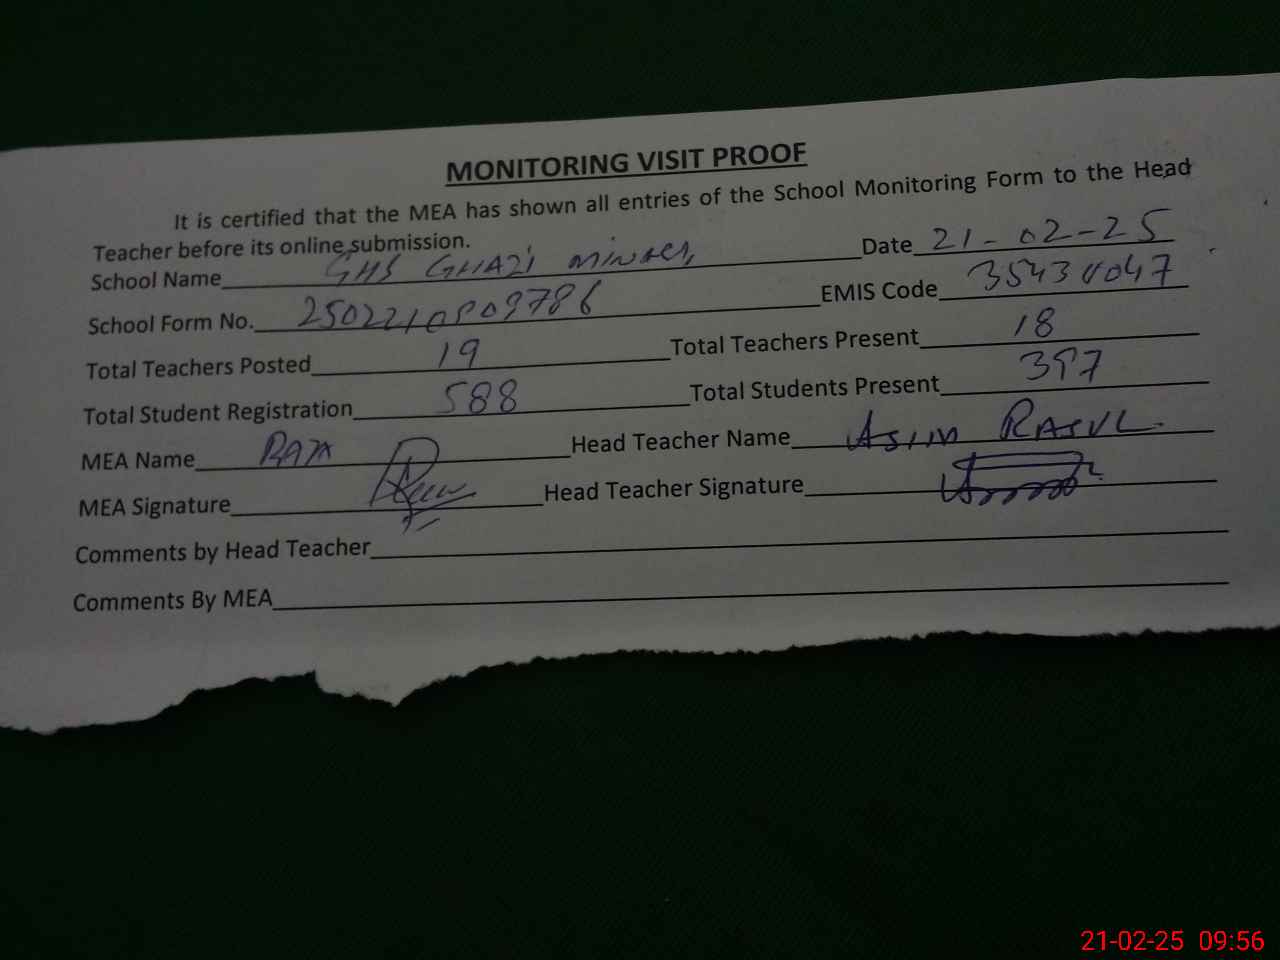 MONITORING VISIT PROOF
It is certified that the MEA has shown all entries of the School Monitoring Form to the Head
Teacher before its online submission.
School Name GHS GHAZI Date 21-02-25
School Form No. EMIS Code 35430047
Total Teachers Posted 19 Total Teachers Present 18
Total Student Registration 588 Total Students Present 397
MEA Name RAZA Head Teacher Name ASIM RASUL
MEA Signature Head Teacher Signature
Comments by Head Teacher
Comments By MEA
21-02-25 09:56